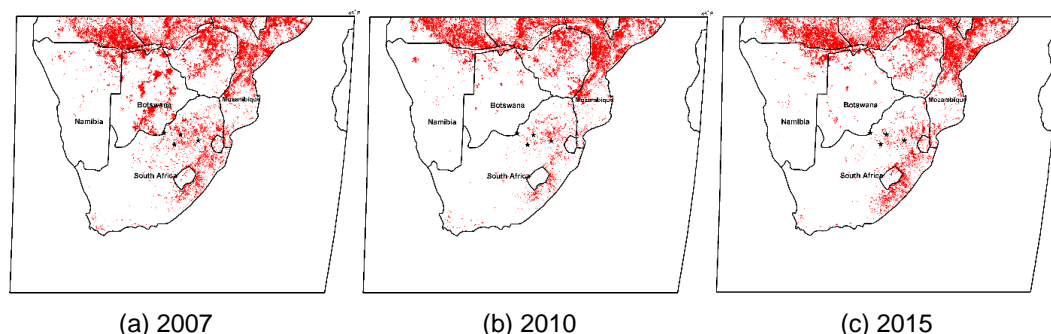 Botswana
Mozambique
Namibia
South Africa
Botswana
Mozambique
Namibia
South Africa
Botswana
Mozambique
Namibia
South Africa
(a) 2007
(b) 2010
(c) 2015